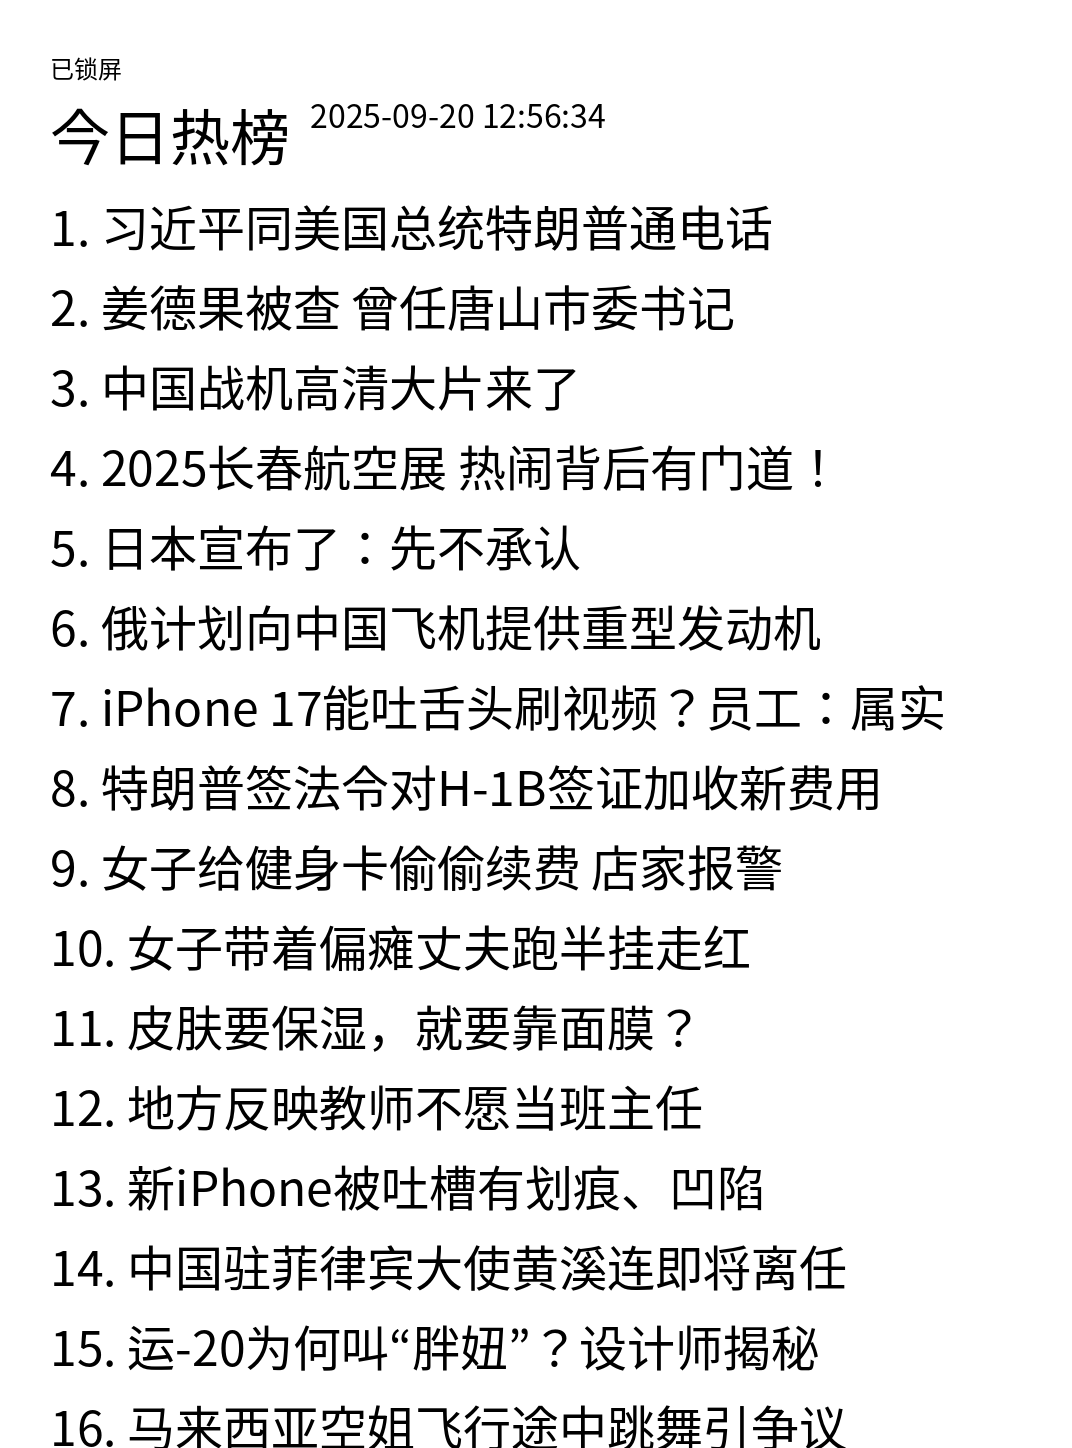 已锁屏
今日热榜 2025-09-20 12:56:34
1. 习近平同美国总统特朗普通电话
2. 姜德果被查 曾任唐山市委书记
3. 中国战机高清大片来了
4. 2025长春航空展 热闹背后有门道！
5. 日本宣布了：先不承认
6. 俄计划向中国飞机提供重型发动机
7. iPhone 17能吐舌头刷视频？员工：属实
8. 特朗普签法令对H-1B签证加收新费用
9. 女子给健身卡偷偷续费 店家报警
10. 女子带着偏瘫丈夫跑半挂走红
11. 皮肤要保湿，就要靠面膜？
12. 地方反映教师不愿当班主任
13. 新iPhone被吐槽有划痕、凹陷
14. 中国驻菲律宾大使黄溪连即将离任
15. 运-20为何叫“胖妞”？设计师揭秘
16. 马来西亚空姐飞行途中跳舞引争议